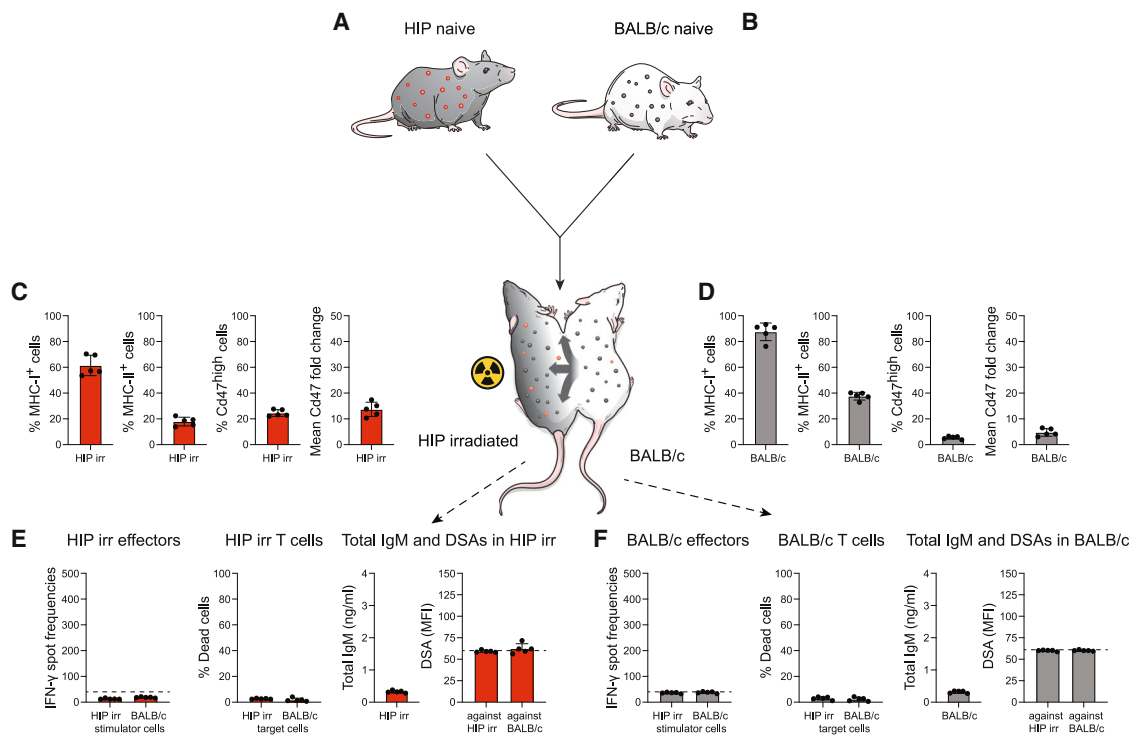 A
HIP naive
BALB/c naive
B
C
% MHC-I+ cells
100
80
60
40
20
0
HIP irr
% MHC-II+ cells
100
80
60
40
20
0
HIP irr
% Cd47high cells
100
80
60
40
20
0
HIP irr
Mean Cd47 fold change
50
40
30
20
10
0
HIP irr
HIP irradiated
BALB/c
D
% MHC-I+ cells
100
80
60
40
20
0
BALB/c
% MHC-II+ cells
100
80
60
40
20
0
BALB/c
% Cd47high cells
100
80
60
40
20
0
BALB/c
Mean Cd47 fold change
50
40
30
20
10
0
BALB/c
E
HIP irr effectors
IFN-γ spot frequencies
500
400
300
200
100
0
HIP irr
BALB/c
stimulator cells
HIP irr T cells
% Dead cells
100
80
60
40
20
0
HIP irr
BALB/c
target cells
Total IgM and DSAs in HIP irr
Total IgM (ng/ml)
4
3
2
1
0
HIP irr
DSA (MFI)
150
125
100
75
50
25
0
against
HIP irr
against
BALB/c
F
BALB/c effectors
IFN-γ spot frequencies
500
400
300
200
100
0
HIP irr
BALB/c
stimulator cells
BALB/c T cells
% Dead cells
100
80
60
40
20
0
HIP irr
BALB/c
target cells
Total IgM and DSAs in BALB/c
Total IgM (ng/ml)
4
3
2
1
0
BALB/c
DSA (MFI)
150
125
100
75
50
25
0
against
HIP irr
against
BALB/c